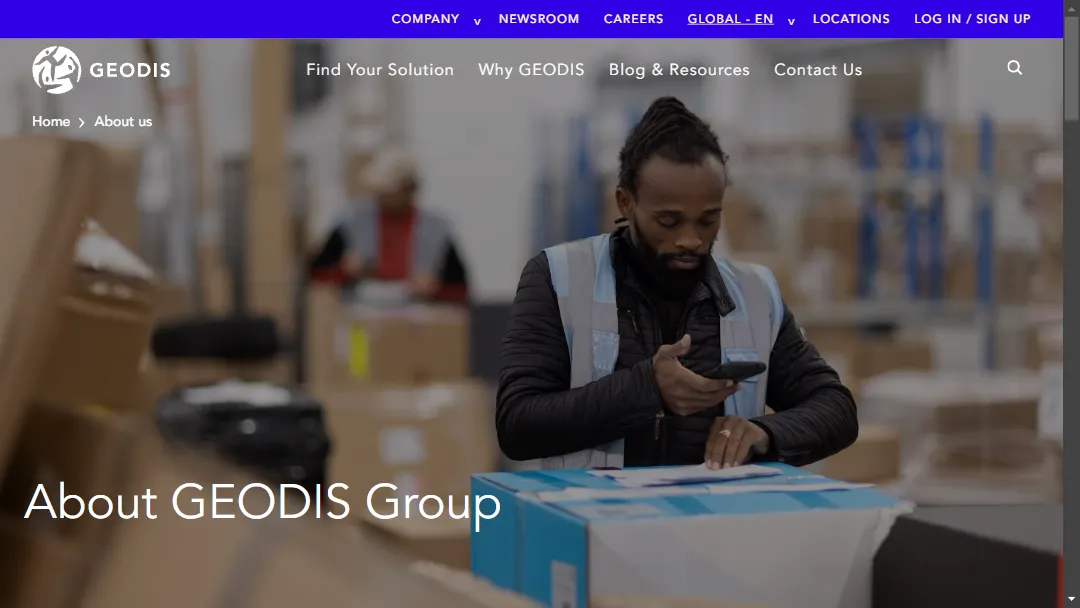 COMPANY v NEWSROOM CAREERS GLOBAL - EN v LOCATIONS LOG IN / SIGN UP
GEODIS Find Your Solution Why GEODIS Blog & Resources Contact Us
Home > About us
About GEODIS Group